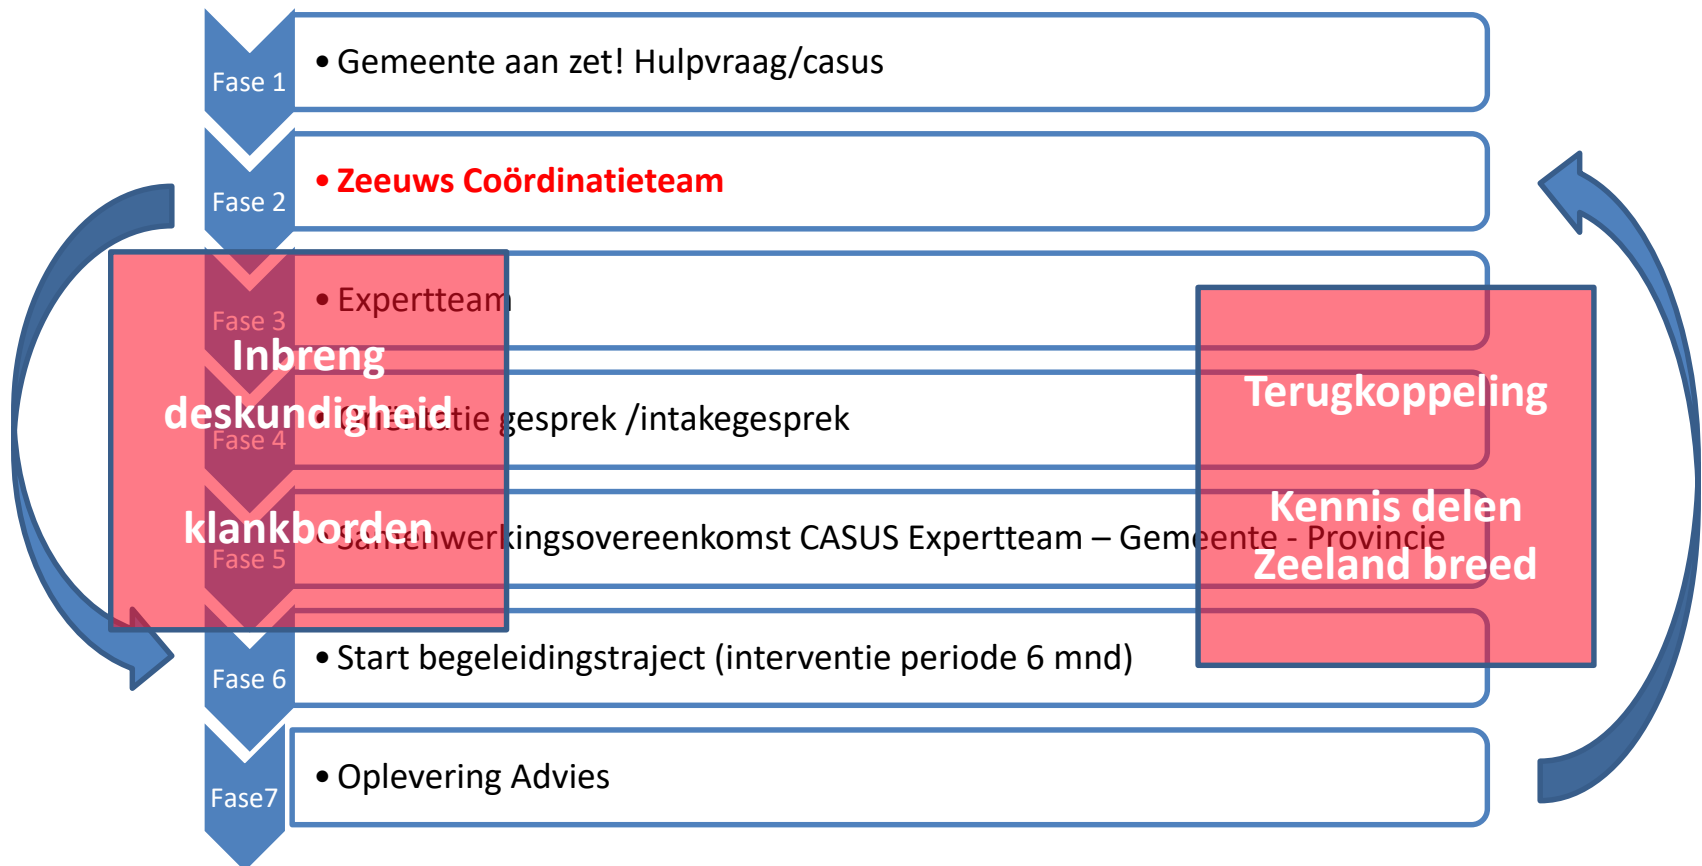 Fase 1
• Gemeente aan zet! Hulpvraag/casus
Fase 2
• Zeeuws Coördinatieteam
Fase 3
• Expertteam
Fase 4
• Oriëntatie gesprek /intakegesprek
Fase 5
• Samenwerkingsovereenkomst CASUS Expertteam – Gemeente - Provincie
Fase 6
• Start begeleidingstraject (interventie periode 6 mnd)
Fase7
• Oplevering Advies
Inbreng
deskundigheid
klankborden
Terugkoppeling
Kennis delen
Zeeland breed